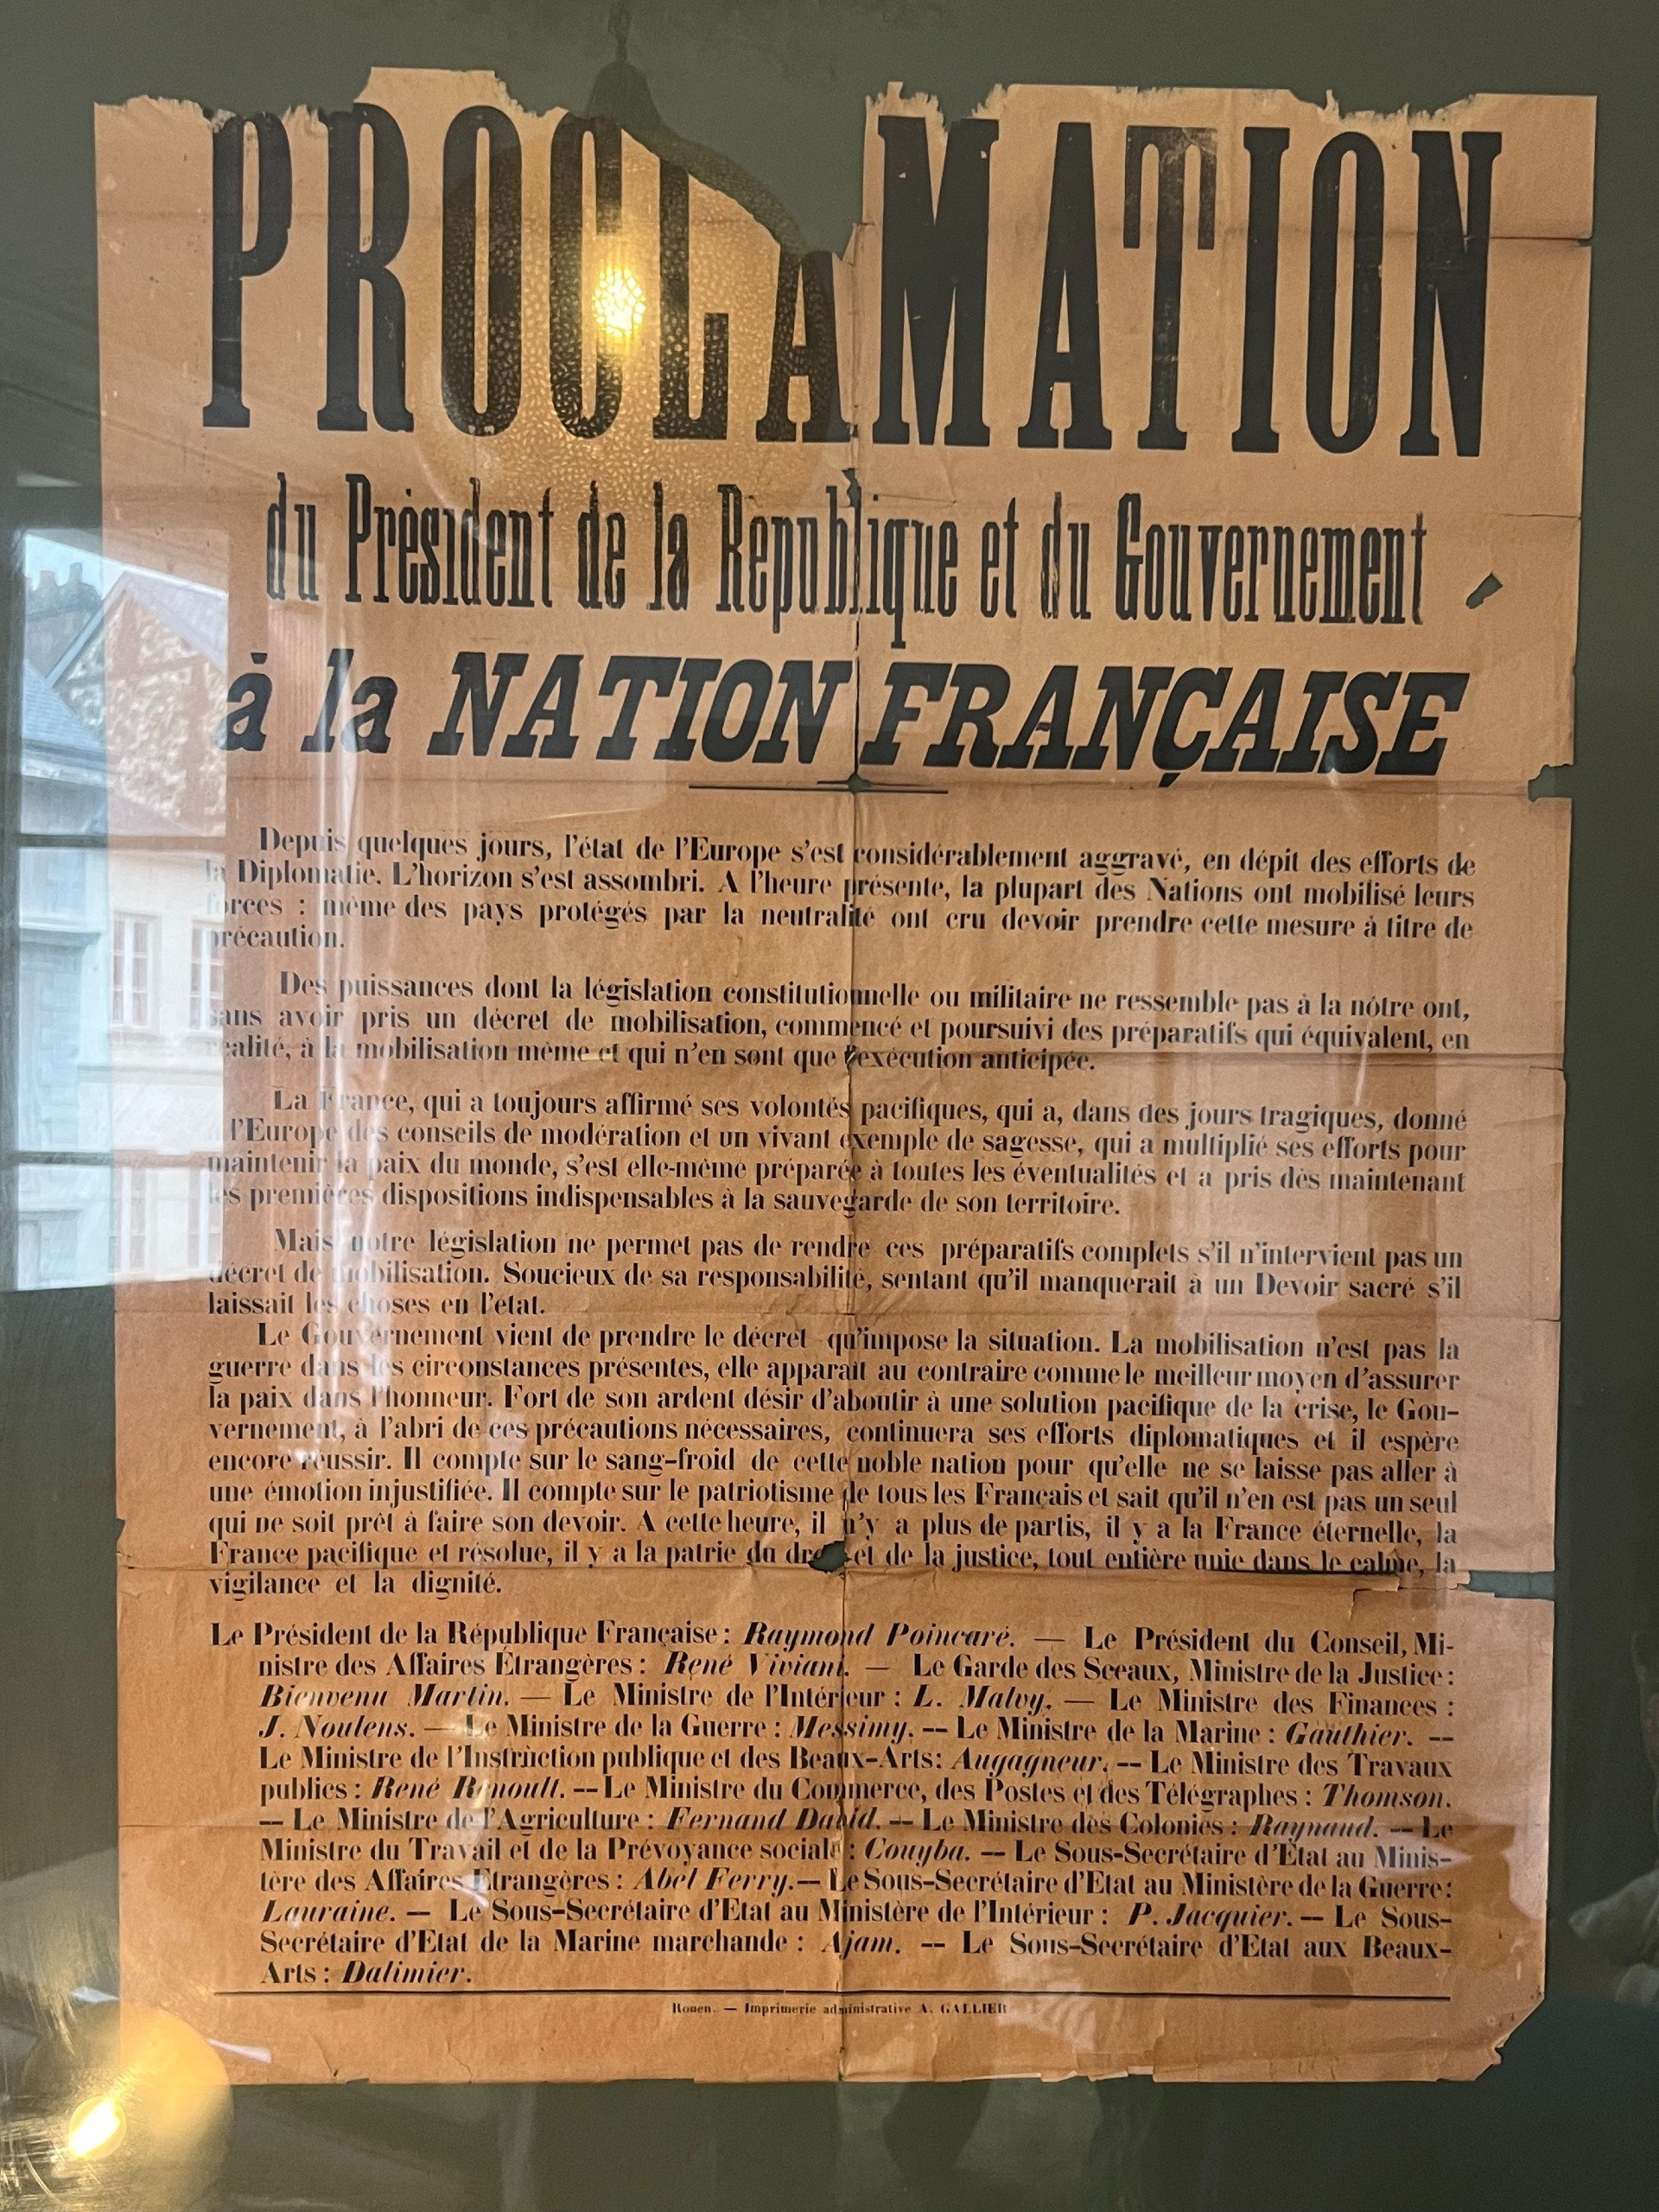 PROCLAMATION
du Président de la République et du Gouvernement
à la NATION FRANÇAISE
Depuis quelques jours, l'état de l'Europe s'est considérablement aggravé, en dépit des efforts de
la Diplomatie. L'horizon s'est assombri. A l'heure présente, la plupart des Nations ont mobilisé leurs
forces : même des pays protégés par la neutralité ont cru devoir prendre cette mesure à titre de
précaution.
Des puissances dont la législation constitutionnelle ou militaire ne ressemble pas à la nôtre ont,
sans avoir pris un décret de mobilisation, commencé et poursuivi des préparatifs qui équivalent, en
réalité, à la mobilisation même et qui n'en sont que l'exécution anticipée.
La France, qui a toujours affirmé ses volontés pacifiques, qui a, dans des jours tragiques, donné
l'Europe des conseils de modération et un vivant exemple de sagesse, qui a multiplié ses efforts pour
maintenir la paix du monde, s'est elle-même préparée à toutes les éventualités et a pris dès maintenant
les premières dispositions indispensables à la sauvegarde de son territoire.
Mais notre législation ne permet pas de rendre ces préparatifs complets s'il n'intervient pas un
décret de mobilisation. Soucieux de sa responsabilité, sentant qu'il manquerait à un Devoir sacré s'il
laissait les choses en l'état.
Le Gouvernement vient de prendre le décret qu'impose la situation. La mobilisation n'est pas la
guerre dans les circonstances présentes, elle apparaît au contraire comme le meilleur moyen d'assurer
la paix dans l'honneur. Fort de son ardent désir d'aboutir à une solution pacifique de la crise, le Gou-
vernement, à l'abri de ces précautions nécessaires, continuera ses efforts diplomatiques et il espère
encore réussir. Il compte sur le sang-froid de cette noble nation pour qu'elle ne se laisse pas aller à
une émotion injustifiée. Il compte sur le patriotisme de tous les Français et sait qu'il n'en est pas un seul
qui ne soit prêt à faire son devoir. A cette heure, il n'y a plus de partis, il y a la France éternelle, la
France pacifique et résolue, il y a la patrie du droit et de la justice, tout entière unie dans le calme, la
vigilance et la dignité.
Le Président de la République Française : Raymond Poincaré. — Le Président du Conseil, Mi-
nistre des Affaires Étrangères : René Viviani. — Le Garde des Sceaux, Ministre de la Justice :
Bienvenu Martin. — Le Ministre de l'Intérieur : L. Malvy. — Le Ministre des Finances :
J. Noulens. — Le Ministre de la Guerre : Messimy. -- Le Ministre de la Marine : Gauthier. --
Le Ministre de l'Instruction publique et des Beaux-Arts : Augagneur. -- Le Ministre des Travaux
publics : René Renoult. -- Le Ministre du Commerce, des Postes et des Télégraphes : Thomson.
-- Le Ministre de l'Agriculture : Fernand David. -- Le Ministre des Colonies : Raynaud. -- Le
Ministre du Travail et de la Prévoyance sociale : Couyba. -- Le Sous-Secrétaire d'Etat au Minis-
tère des Affaires Etrangères : Abel Ferry. — Le Sous-Secrétaire d'Etat au Ministère de la Guerre :
Lauraine. — Le Sous-Secrétaire d'Etat au Ministère de l'Intérieur : P. Jacquier. -- Le Sous-
Secrétaire d'Etat de la Marine marchande : Ajam. -- Le Sous-Secrétaire d'Etat aux Beaux-
Arts : Dalimier.
Rouen. — Imprimerie administrative A. GALLIER